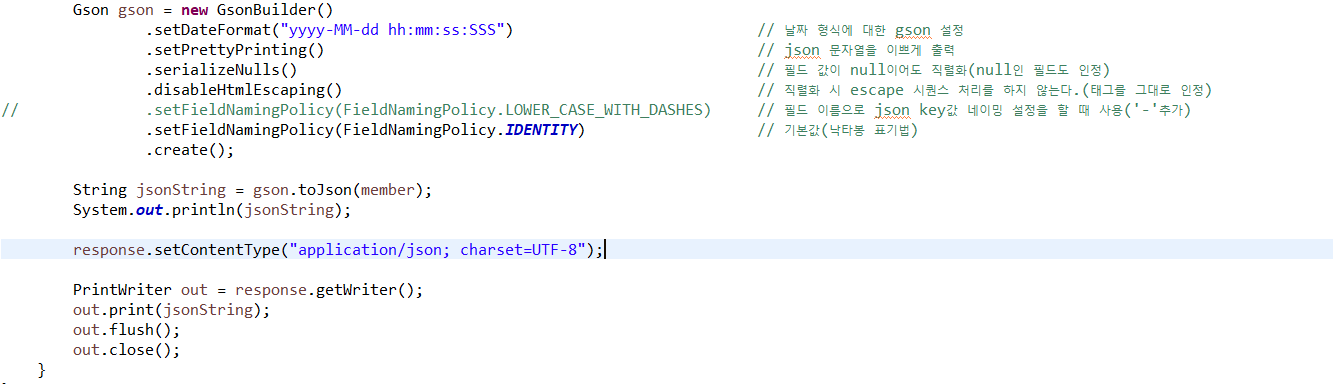 Gson gson = new GsonBuilder()
.setDateFormat("yyyy-MM-dd hh:mm:ss:SSS") // 날짜 형식에 대한 gson 설정
.setPrettyPrinting() // json 문자열을 이쁘게 출력
.serializeNulls() // 필드 값이 null이어도 직렬화(null인 필드도 인정)
.disableHtmlEscaping() // 직렬화 시 escape 시퀀스 처리를 하지 않는다.(태그를 그대로 인정)
// .setFieldNamingPolicy(FieldNamingPolicy.LOWER_CASE_WITH_DASHES) // 필드 이름으로 json key값 네이밍 설정을 할 때 사용('-'추가)
.setFieldNamingPolicy(FieldNamingPolicy.IDENTITY) // 기본값(낙타봉 표기법)
.create();
String jsonString = gson.toJson(member);
System.out.println(jsonString);
response.setContentType("application/json; charset=UTF-8");
PrintWriter out = response.getWriter();
out.print(jsonString);
out.flush();
out.close();
}